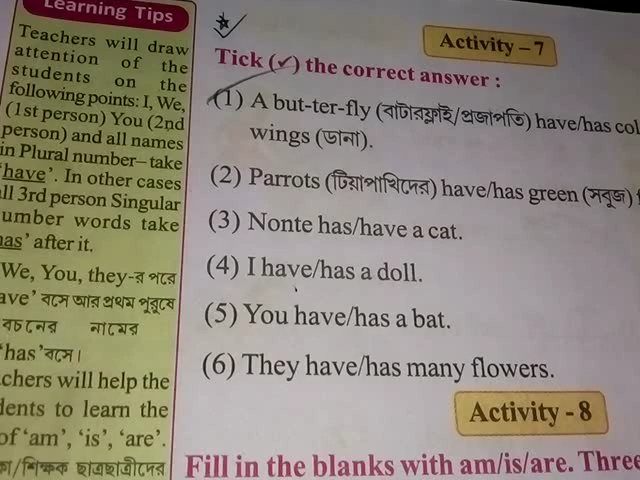 Learning Tips
Teachers will draw
attention of the
students on the
following points: I, We,
(1st person) You (2nd
person) and all names
in Plural number– take
'have'. In other cases
all 3rd person Singular
umber words take
has' after it.
We, You, they-র পরে
ave' বসে আর প্রথম পুরুষে
বচনের নামের
'has' বসে।
chers will help the
dents to learn the
of 'am', 'is', 'are'.
কা/শিক্ষক ছাত্রছাত্রীদের
Activity – 7
Tick (✓) the correct answer :
(1) A but-ter-fly (বাটারফ্লাই/প্রজাপতি) have/has col
wings (ডানা).
(2) Parrots (টিয়াপাখিদের) have/has green (সবুজ)
(3) Nonte has/have a cat.
(4) I have/has a doll.
(5) You have/has a bat.
(6) They have/has many flowers.
Activity - 8
Fill in the blanks with am/is/are. Three